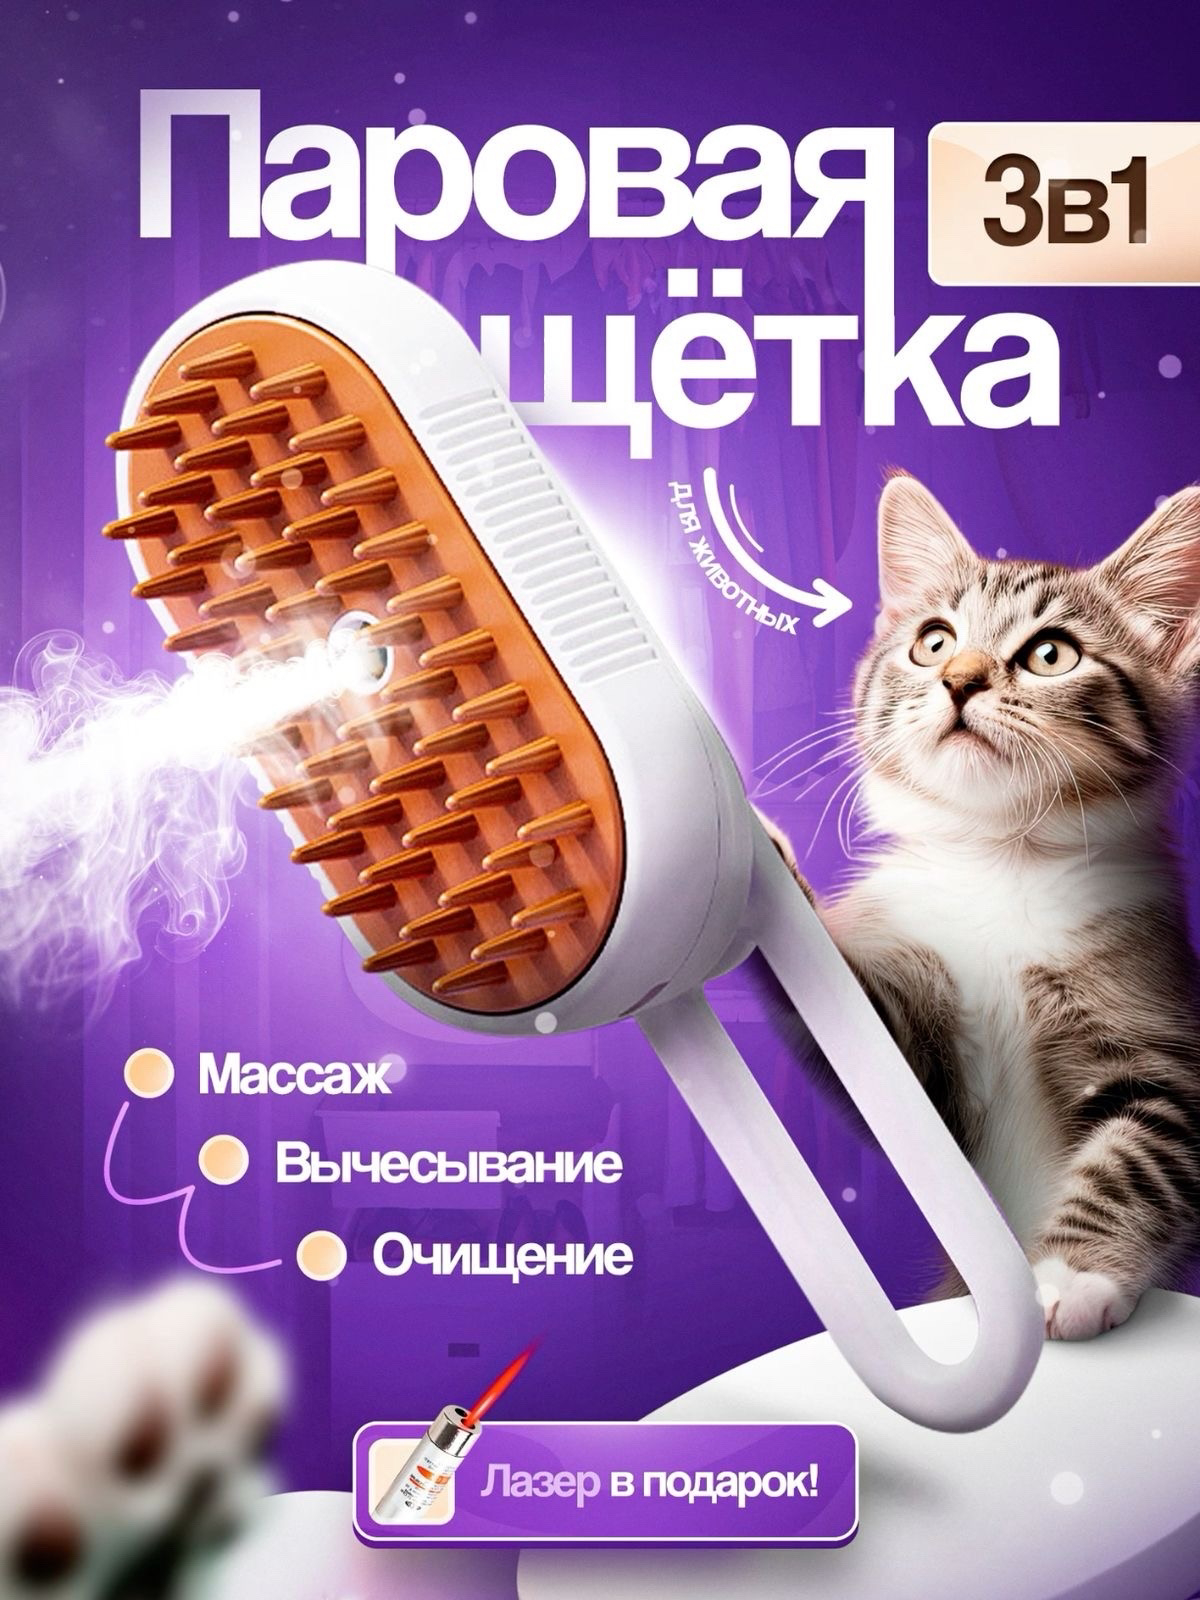 Паровая
3в1
щётка
для животных
Массаж
Вычесывание
Очищение
Лазер в подарок!